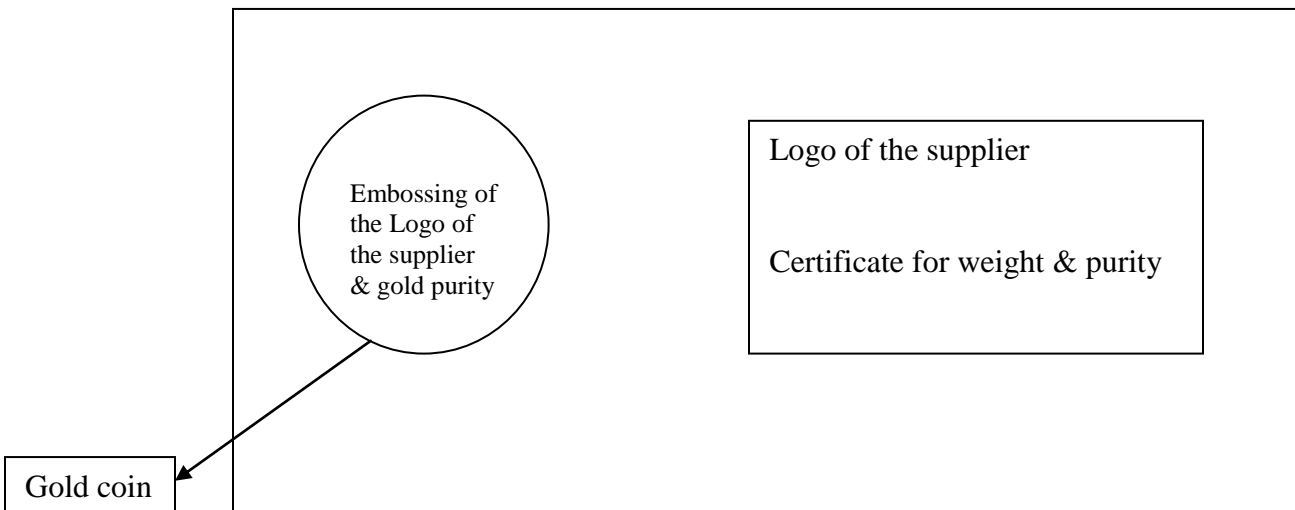 Embossing of
the Logo of
the supplier
& gold purity
Logo of the supplier
Certificate for weight & purity
Gold coin